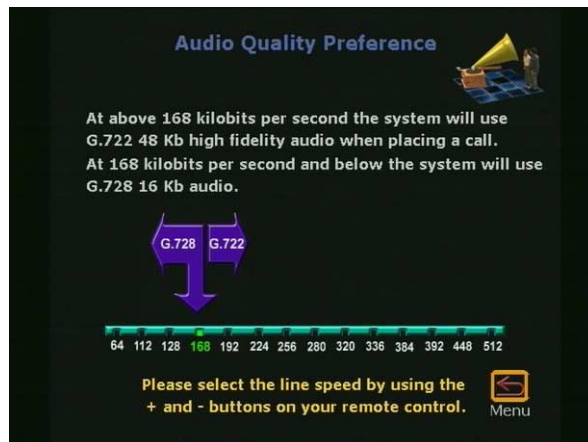 Audio Quality Preference
At above 168 kilobits per second the system will use
G.722 48 Kb high fidelity audio when placing a call.
At 168 kilobits per second and below the system will use
G.728 16 Kb audio.
G.728 G.722
64 112 128 168 192 224 256 280 320 336 384 392 448 512
Please select the line speed by using the
+ and - buttons on your remote control.
Menu